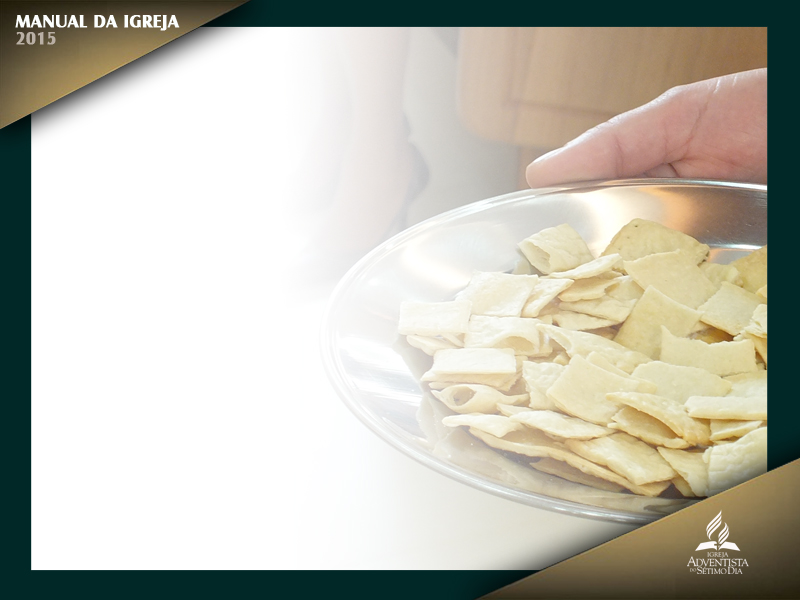 MANUAL DA IGREJA
2015
IGREJA
ADVENTISTA
DO SÉTIMO DIA